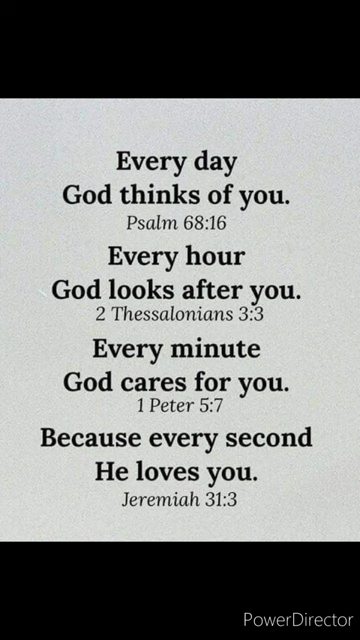 Every day
God thinks of you.
Psalm 68:16
Every hour
God looks after you.
2 Thessalonians 3:3
Every minute
God cares for you.
1 Peter 5:7
Because every second
He loves you.
Jeremiah 31:3
PowerDirector